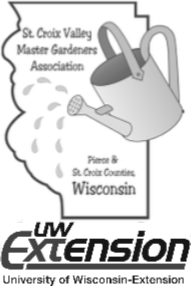 St. Croix Valley
Master Gardeners
Association
Pierce &
St. Croix Counties,
Wisconsin
UW
Extension
University of Wisconsin-Extension